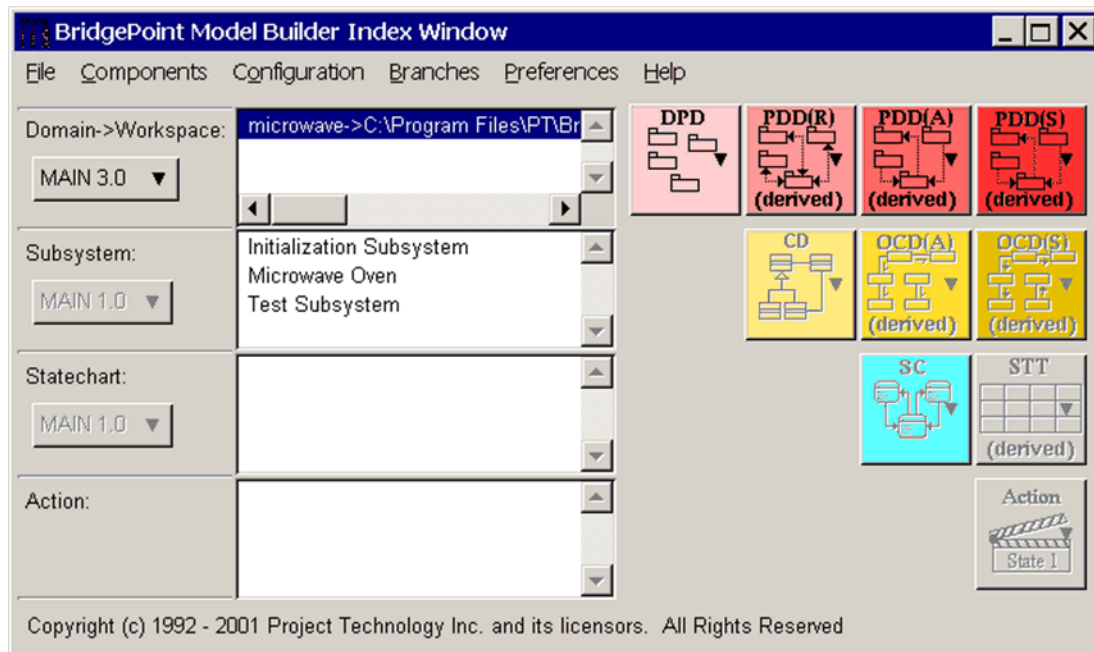 BridgePoint Model Builder Index Window
File Components Configuration Branches Preferences Help
Domain->Workspace:
MAIN 3.0
microwave->C:\Program Files\PT\Br
DPD
PDD(R)
(derived)
PDD(A)
(derived)
PDD(S)
(derived)
Subsystem:
MAIN 1.0
Initialization Subsystem
Microwave Oven
Test Subsystem
CD
OCD(A)
(derived)
OCD(S)
(derived)
Statechart:
MAIN 1.0
SC
STT
(derived)
Action:
Action
State 1
Copyright (c) 1992 - 2001 Project Technology Inc. and its licensors. All Rights Reserved